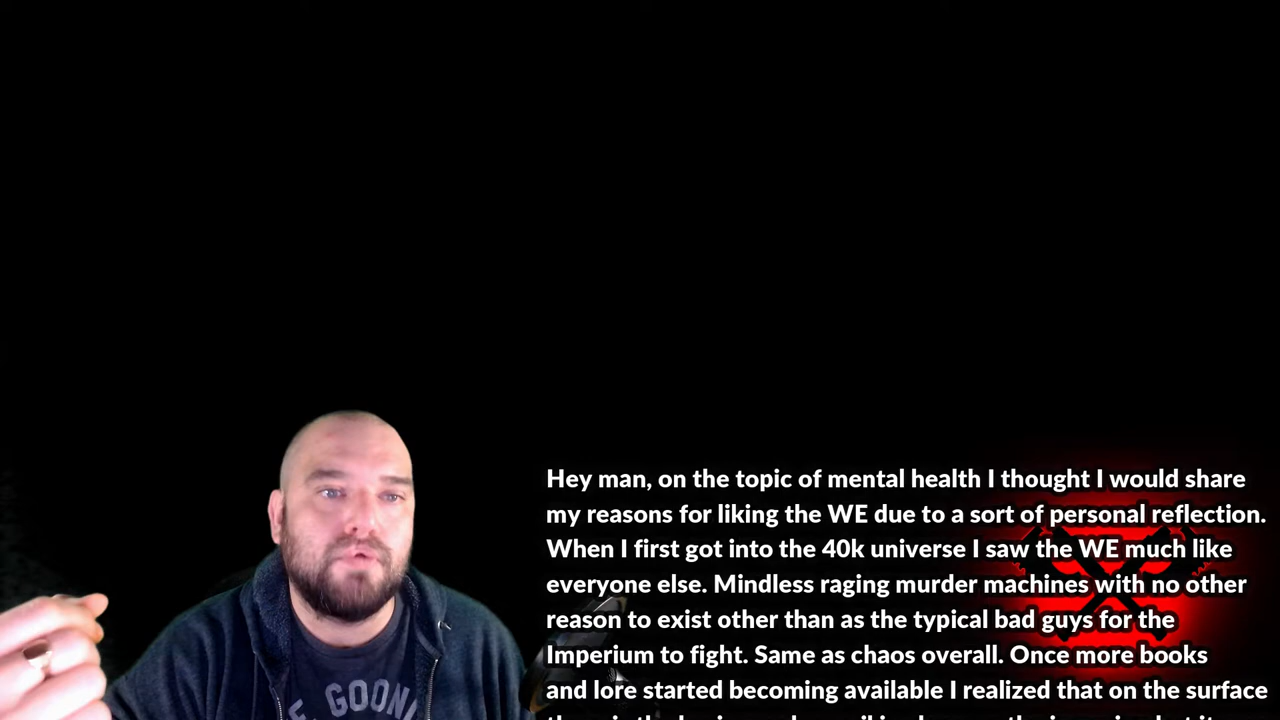 Hey man, on the topic of mental health I thought I would share
my reasons for liking the WE due to a sort of personal reflection.
When I first got into the 40k universe I saw the WE much like
everyone else. Mindless raging murder machines with no other
reason to exist other than as the typical bad guys for the
Imperium to fight. Same as chaos overall. Once more books
and lore started becoming available I realized that on the surface
GOON